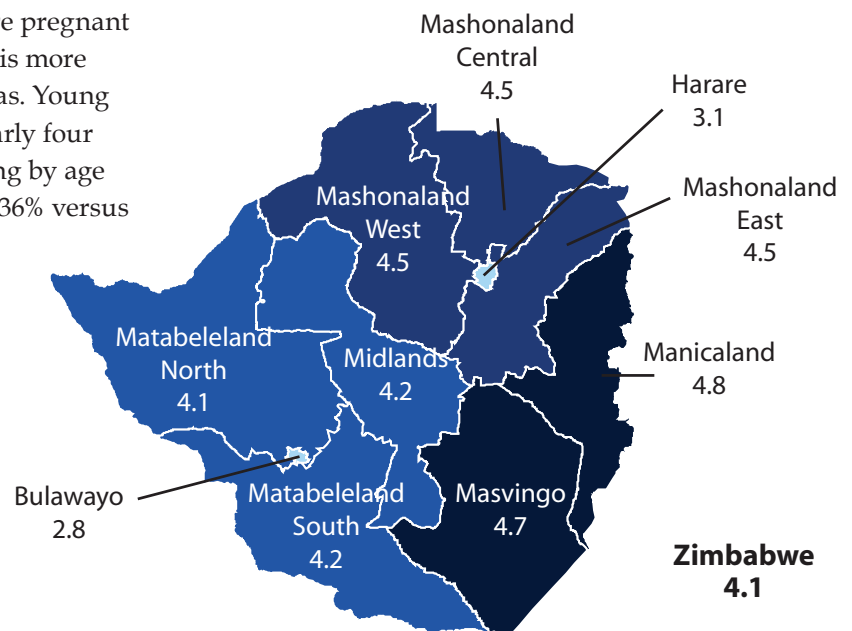 e pregnant
is more
as. Young
arly four
ng by age
36% versus
Mashonaland
Central
4.5
Harare
3.1
Mashonaland
East
4.5
Mashonaland
West
4.5
Manicaland
4.8
Matabeleland
North
4.1
Midlands
4.2
Bulawayo
2.8
Matabeleland
South
4.2
Masvingo
4.7
Zimbabwe
4.1